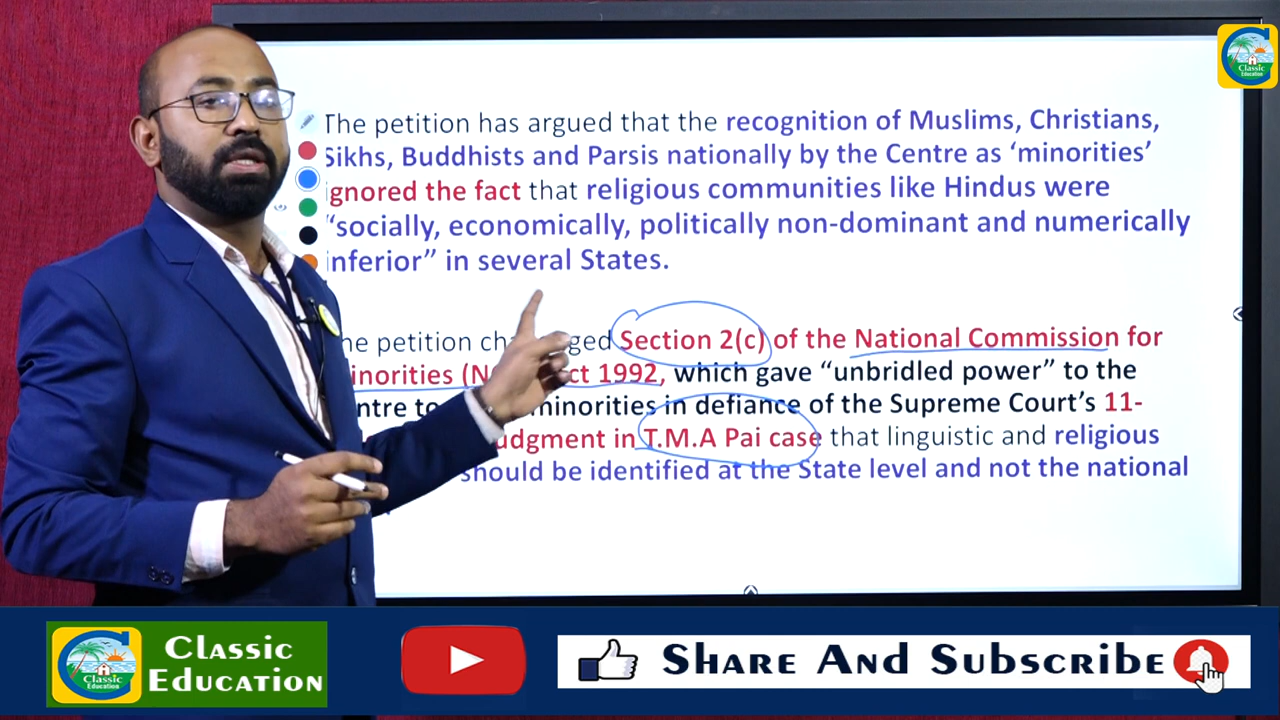 Classic
Education
The petition has argued that the recognition of Muslims, Christians,
Sikhs, Buddhists and Parsis nationally by the Centre as ‘minorities’
ignored the fact that religious communities like Hindus were
“socially, economically, politically non-dominant and numerically
inferior” in several States.
he petition cha ged Section 2(c) of the National Commission for
inorities (N ct 1992, which gave “unbridled power” to the
ntre to minorities in defiance of the Supreme Court’s 11-
udgment in T.M.A Pai case that linguistic and religious
should be identified at the State level and not the national
Classic
Education
Classic
Education
Share And Subscribe